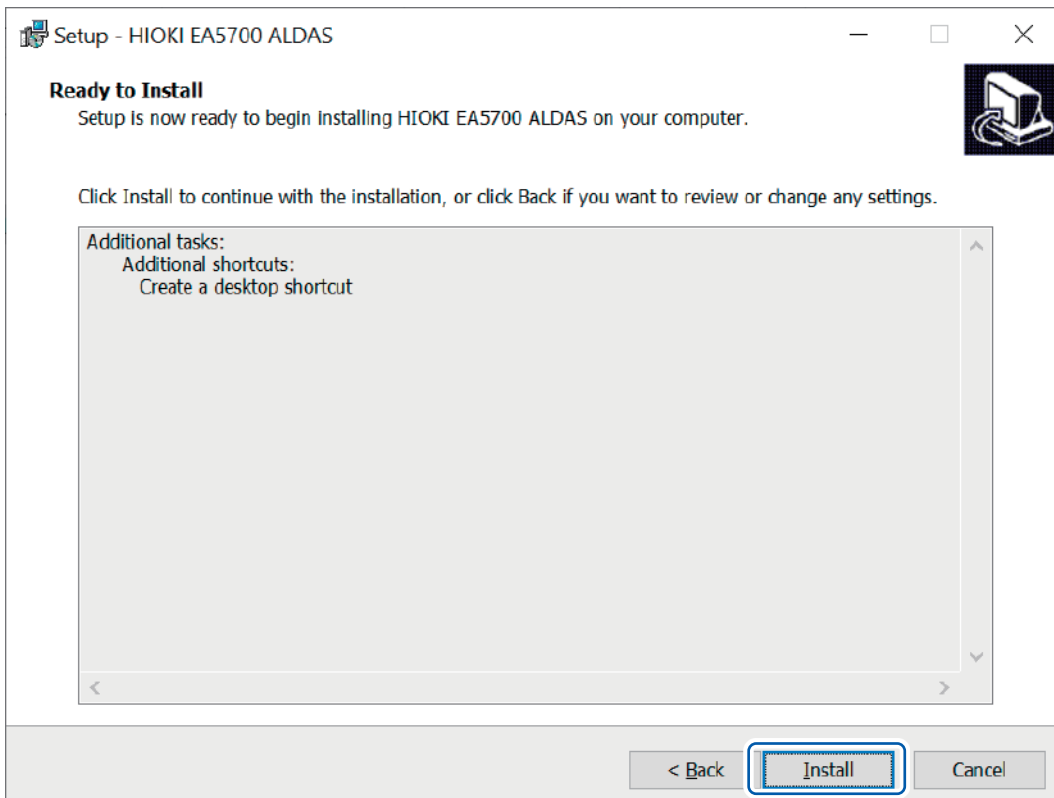 Setup - HIOKI EA5700 ALDAS
Ready to Install
Setup is now ready to begin installing HIOKI EA5700 ALDAS on your computer.
Click Install to continue with the installation, or click Back if you want to review or change any settings.
Additional tasks:
Additional shortcuts:
Create a desktop shortcut
< Back
Install
Cancel